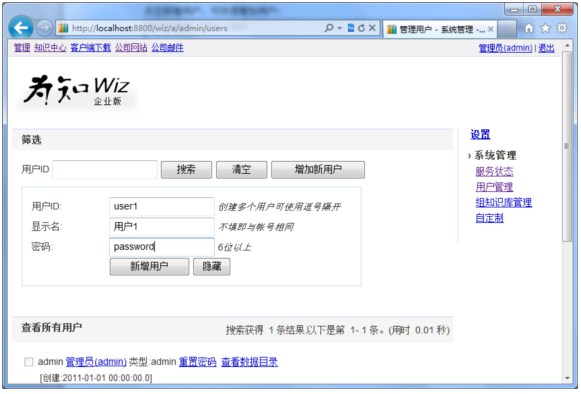 http://localhost:8800/wiz/a/admin/users
管理用户 - 系统管理 -...
管理 知识中心 客户端下载 公司网站 公司邮件
管理员(admin) | 退出
为知 Wiz
企业版
筛选
用户ID 搜索 清空 增加新用户
用户ID: user1 创建多个用户可使用逗号隔开
显示名: 用户1 不填即与帐号相同
密码: password 6位以上
新增用户 隐藏
查看所有用户 搜索获得 1条结果,以下是第 1-1条。(用时 0.01秒)
admin 管理员(admin) 类型:admin 重置密码 查看数据目录
[创建:2011-01-01 00:00:00.0]
设置
› 系统管理
服务状态
用户管理
组知识库管理
自定制